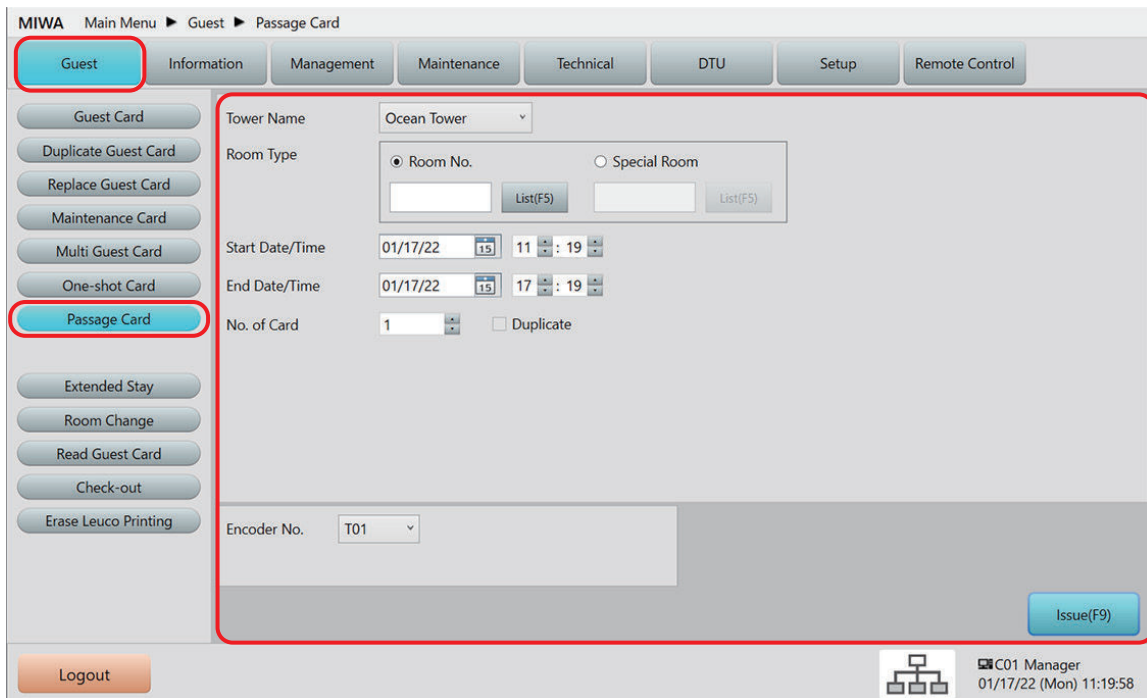 MIWA Main Menu ▶ Guest ▶ Passage Card
Guest Information Management Maintenance Technical DTU Setup Remote Control
Guest Card
Duplicate Guest Card
Replace Guest Card
Maintenance Card
Multi Guest Card
One-shot Card
Passage Card
Extended Stay
Room Change
Read Guest Card
Check-out
Erase Leuco Printing
Tower Name Ocean Tower
Room Type Room No. Special Room
List(F5) List(F5)
Start Date/Time 01/17/22 15 11 : 19
End Date/Time 01/17/22 15 17 : 19
No. of Card 1 Duplicate
Encoder No. T01
Issue(F9)
Logout
C01 Manager
01/17/22 (Mon) 11:19:58